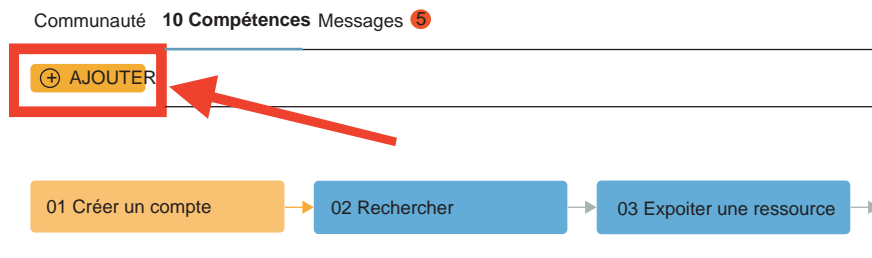 Communauté 10 Compétences Messages 5
AJOUTER
01 Créer un compte 02 Rechercher 03 Expoiter une ressource